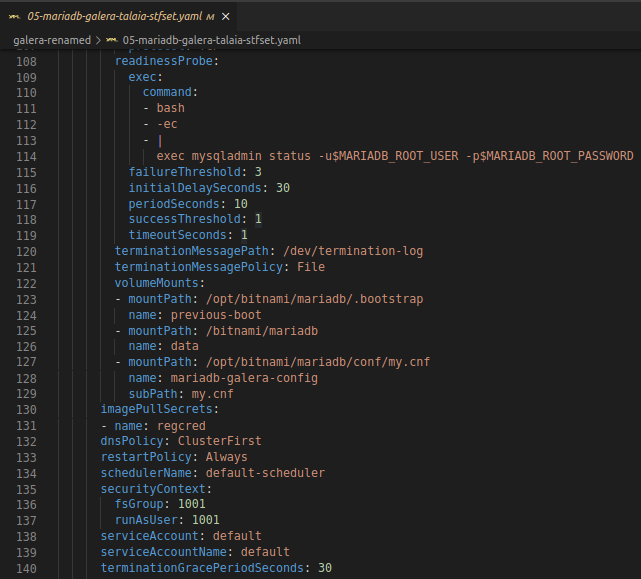 05-mariadb-galera-talaia-stfset.yaml M ×
galera-renamed > 05-mariadb-galera-talaia-stfset.yaml
108 readinessProbe:
109 exec:
110 command:
111 - bash
112 - -ec
113 - |
114 exec mysqladmin status -u$MARIADB_ROOT_USER -p$MARIADB_ROOT_PASSWORD
115 failureThreshold: 3
116 initialDelaySeconds: 30
117 periodSeconds: 10
118 successThreshold: 1
119 timeoutSeconds: 1
120 terminationMessagePath: /dev/termination-log
121 terminationMessagePolicy: File
122 volumeMounts:
123 - mountPath: /opt/bitnami/mariadb/.bootstrap
124 name: previous-boot
125 - mountPath: /bitnami/mariadb
126 name: data
127 - mountPath: /opt/bitnami/mariadb/conf/my.cnf
128 name: mariadb-galera-config
129 subPath: my.cnf
130 imagePullSecrets:
131 - name: regcred
132 dnsPolicy: ClusterFirst
133 restartPolicy: Always
134 schedulerName: default-scheduler
135 securityContext:
136 fsGroup: 1001
137 runAsUser: 1001
138 serviceAccount: default
139 serviceAccountName: default
140 terminationGracePeriodSeconds: 30